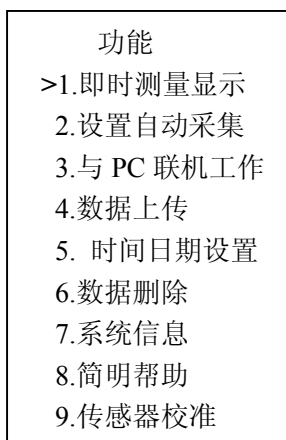 功能
>1.即时测量显示
2.设置自动采集
3.与 PC 联机工作
4.数据上传
5. 时间日期设置
6.数据删除
7.系统信息
8.简明帮助
9.传感器校准